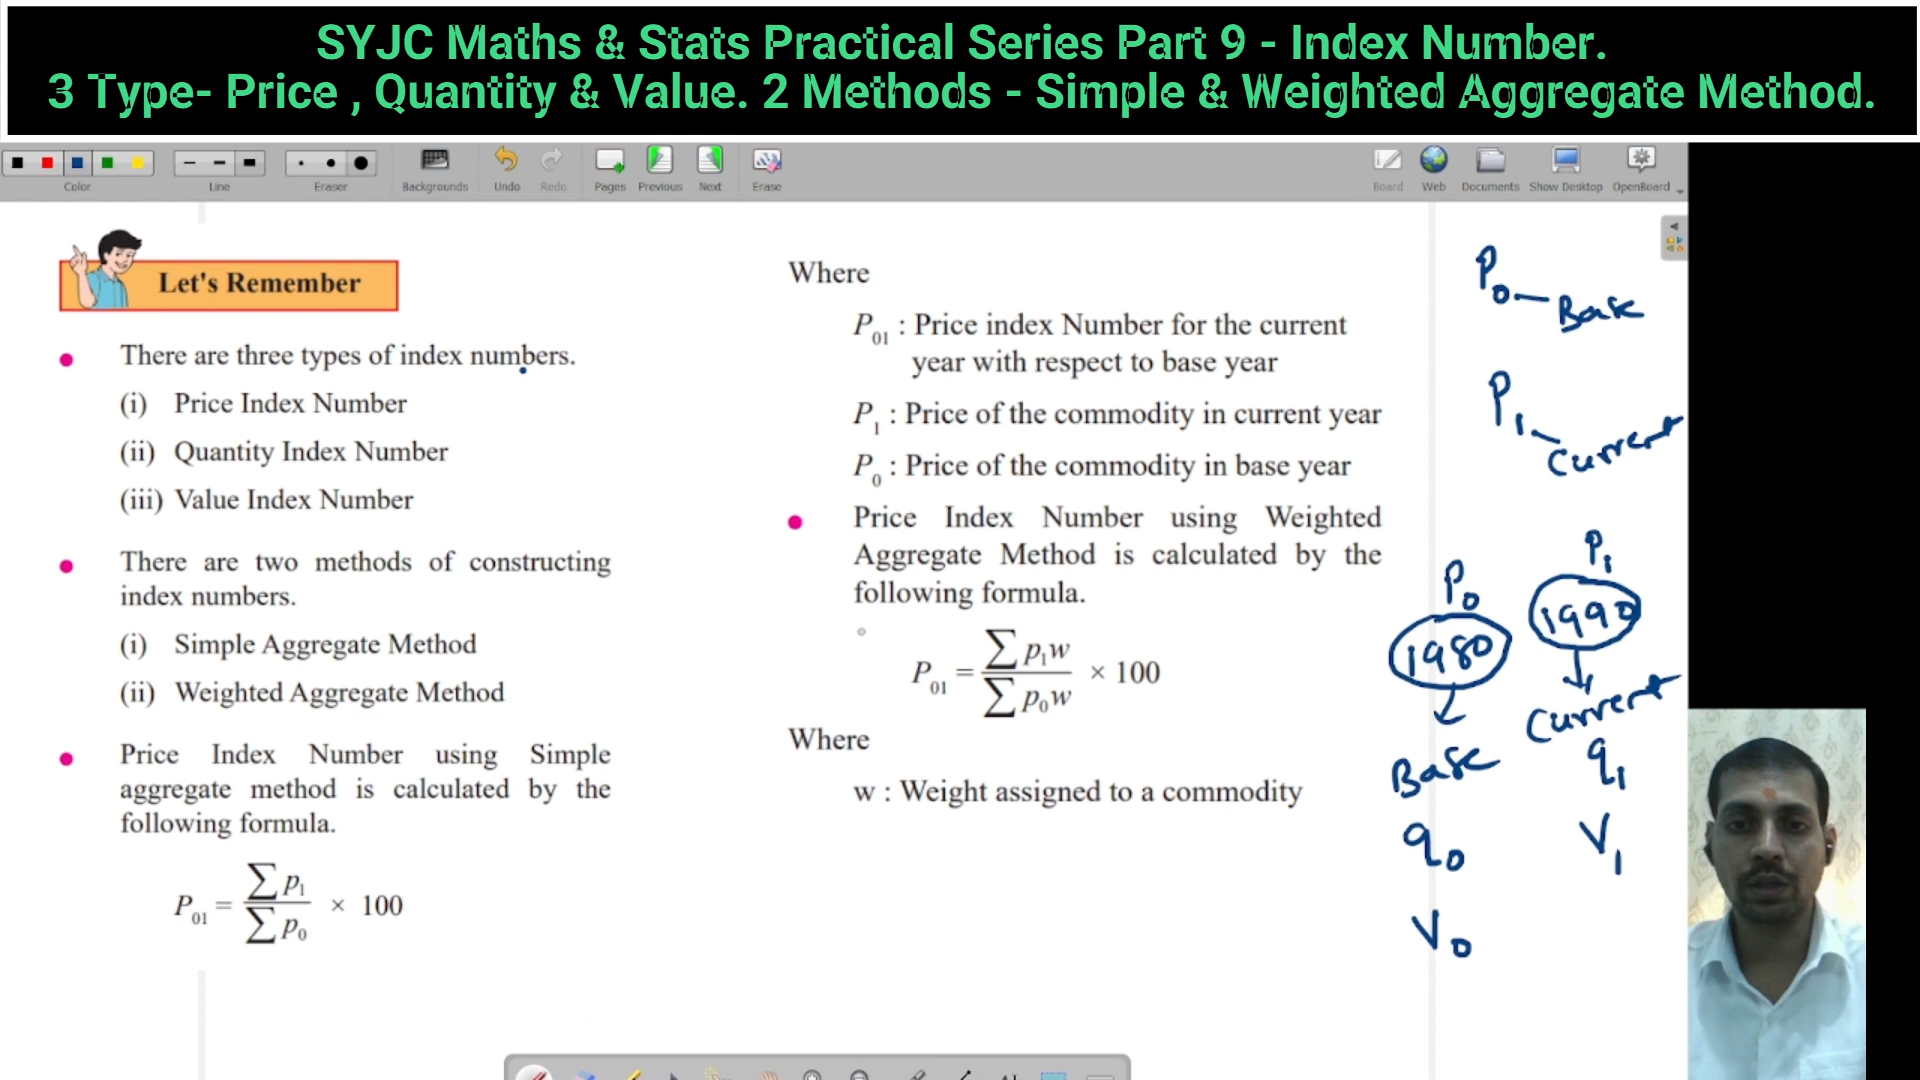 SYJC Maths & Stats Practical Series Part 9 - Index Number.
3 Type- Price , Quantity & Value. 2 Methods - Simple & Weighted Aggregate Method.
Color
Line
Eraser
Backgrounds
Undo
Redo
Pages
Previous
Next
Erase
Board
Web
Documents
Show Desktop
OpenBoard
Let's Remember
There are three types of index numbers.
(i) Price Index Number
(ii) Quantity Index Number
(iii) Value Index Number
There are two methods of constructing
index numbers.
(i) Simple Aggregate Method
(ii) Weighted Aggregate Method
Price Index Number using Simple
aggregate method is calculated by the
following formula.
P01 = ∑p1 / ∑p0 × 100
Where
P01 : Price index Number for the current
year with respect to base year
P1 : Price of the commodity in current year
P0 : Price of the commodity in base year
Price Index Number using Weighted
Aggregate Method is calculated by the
following formula.
P01 = ∑p1w / ∑p0w × 100
Where
w : Weight assigned to a commodity
P0 — Base
P1 — Current
P0
1980
Base
q0
V0
P1
1990
Current
q1
V1